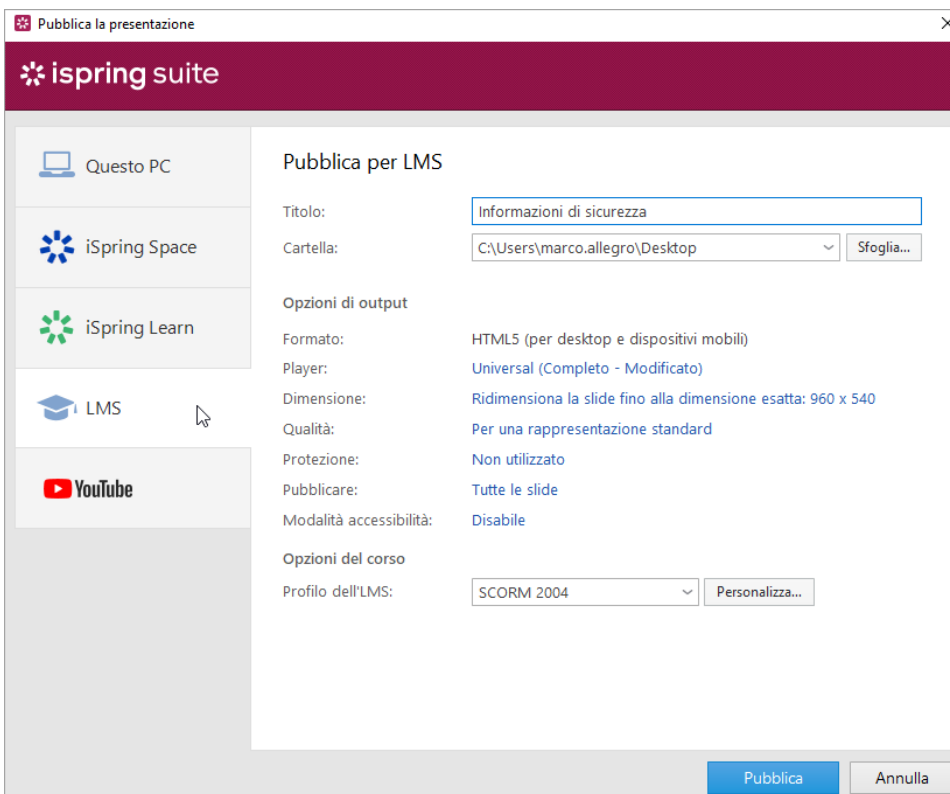 Pubblica la presentazione
ispring suite
Questo PC
iSpring Space
iSpring Learn
LMS
YouTube
Pubblica per LMS
Titolo: Informazioni di sicurezza
Cartella: C:\Users\marco.allegro\Desktop Sfoglia...
Opzioni di output
Formato: HTML5 (per desktop e dispositivi mobili)
Player: Universal (Completo - Modificato)
Dimensione: Ridimensiona la slide fino alla dimensione esatta: 960 x 540
Qualità: Per una rappresentazione standard
Protezione: Non utilizzato
Pubblicare: Tutte le slide
Modalità accessibilità: Disabile
Opzioni del corso
Profilo dell'LMS: SCORM 2004 Personalizza...
Pubblica Annulla